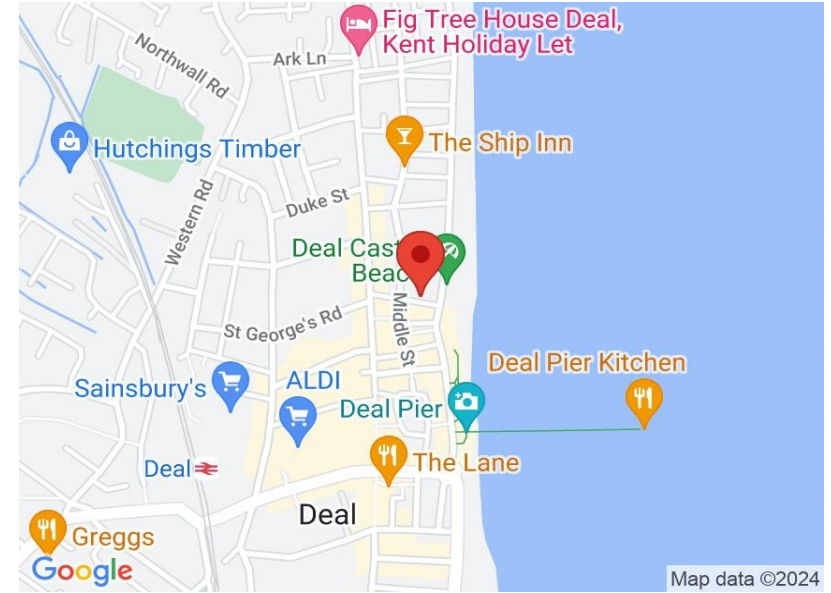 Fig Tree House Deal,
Kent Holiday Let
Northwall Rd
Ark Ln
The Ship Inn
Hutchings Timber
Western Rd
Duke St
Deal Cast
Beac
Middle St
St George's Rd
Deal Pier Kitchen
ALDI
Sainsbury's
Deal Pier
The Lane
Deal
Deal
Greggs
Google
Map data ©2024